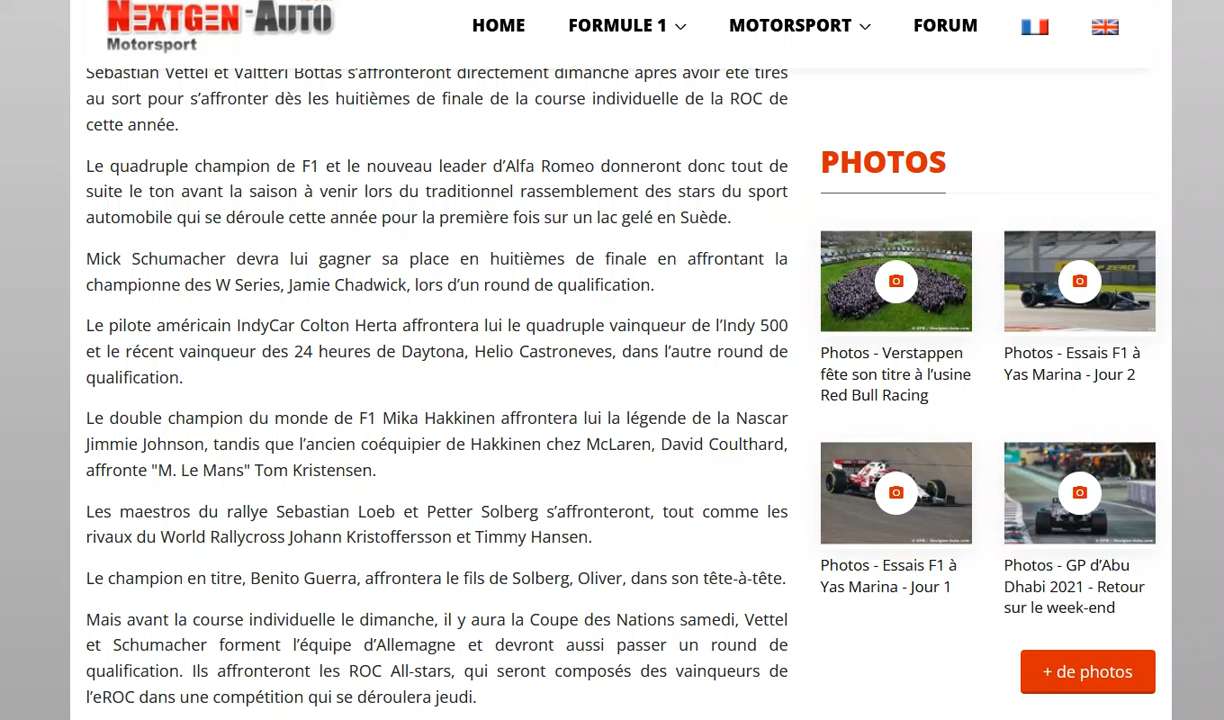 NEXTGEN-AUTO
Motorsport
HOME
FORMULE 1
MOTORSPORT
FORUM
Sebastian Vettel et Valtteri Bottas s’affronteront directement dimanche après avoir été tirés
au sort pour s’affronter dès les huitièmes de finale de la course individuelle de la ROC de
cette année.
Le quadruple champion de F1 et le nouveau leader d’Alfa Romeo donneront donc tout de
suite le ton avant la saison à venir lors du traditionnel rassemblement des stars du sport
automobile qui se déroule cette année pour la première fois sur un lac gelé en Suède.
Mick Schumacher devra lui gagner sa place en huitièmes de finale en affrontant la
championne des W Series, Jamie Chadwick, lors d’un round de qualification.
Le pilote américain IndyCar Colton Herta affrontera lui le quadruple vainqueur de l’Indy 500
et le récent vainqueur des 24 heures de Daytona, Helio Castroneves, dans l’autre round de
qualification.
Le double champion du monde de F1 Mika Hakkinen affrontera lui la légende de la Nascar
Jimmie Johnson, tandis que l’ancien coéquipier de Hakkinen chez McLaren, David Coulthard,
affronte "M. Le Mans" Tom Kristensen.
Les maestros du rallye Sebastian Loeb et Petter Solberg s’affronteront, tout comme les
rivaux du World Rallycross Johann Kristoffersson et Timmy Hansen.
Le champion en titre, Benito Guerra, affrontera le fils de Solberg, Oliver, dans son tête-à-tête.
Mais avant la course individuelle le dimanche, il y aura la Coupe des Nations samedi, Vettel
et Schumacher forment l’équipe d’Allemagne et devront aussi passer un round de
qualification. Ils affronteront les ROC All-stars, qui seront composés des vainqueurs de
l’eROC dans une compétition qui se déroulera jeudi.
PHOTOS
Photos - Verstappen
fête son titre à l’usine
Red Bull Racing
Photos - Essais F1 à
Yas Marina - Jour 2
Photos - Essais F1 à
Yas Marina - Jour 1
Photos - GP d’Abu
Dhabi 2021 - Retour
sur le week-end
+ de photos